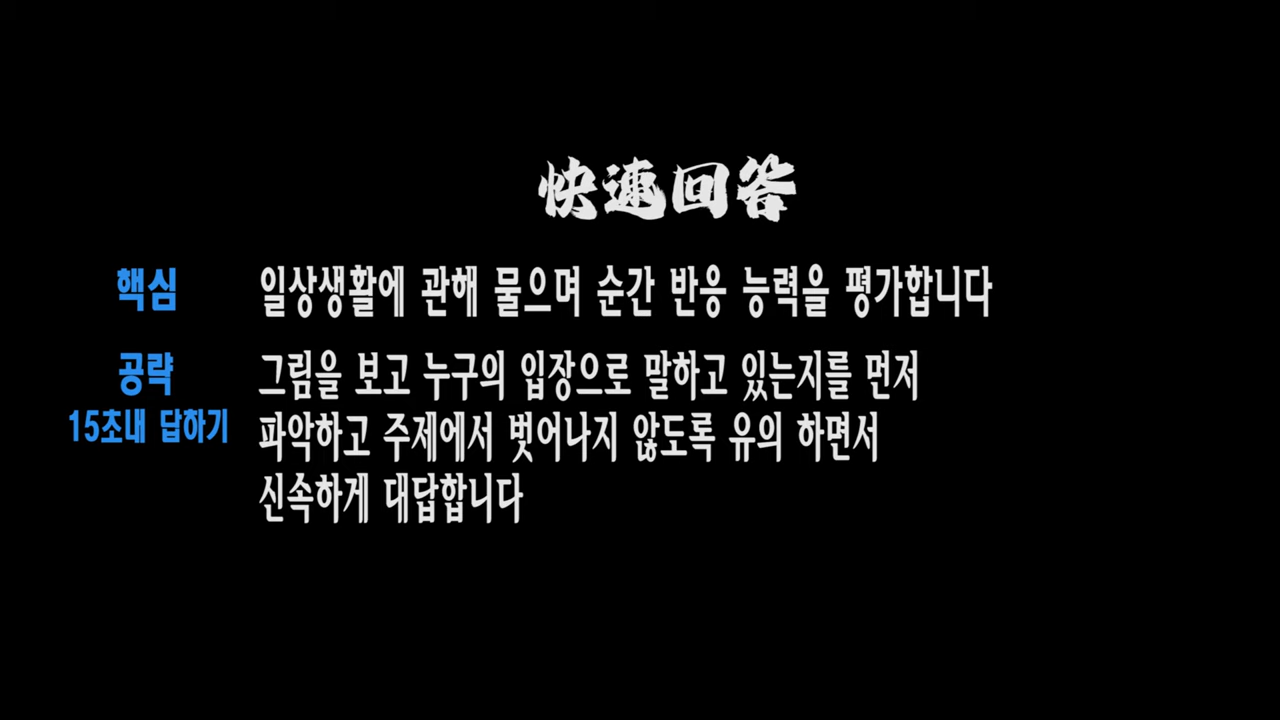 快速回答
핵심 일상생활에 관해 물으며 순간 반응 능력을 평가합니다
공략 그림을 보고 누구의 입장으로 말하고 있는지를 먼저
15초내 답하기 파악하고 주제에서 벗어나지 않도록 유의 하면서
신속하게 대답합니다